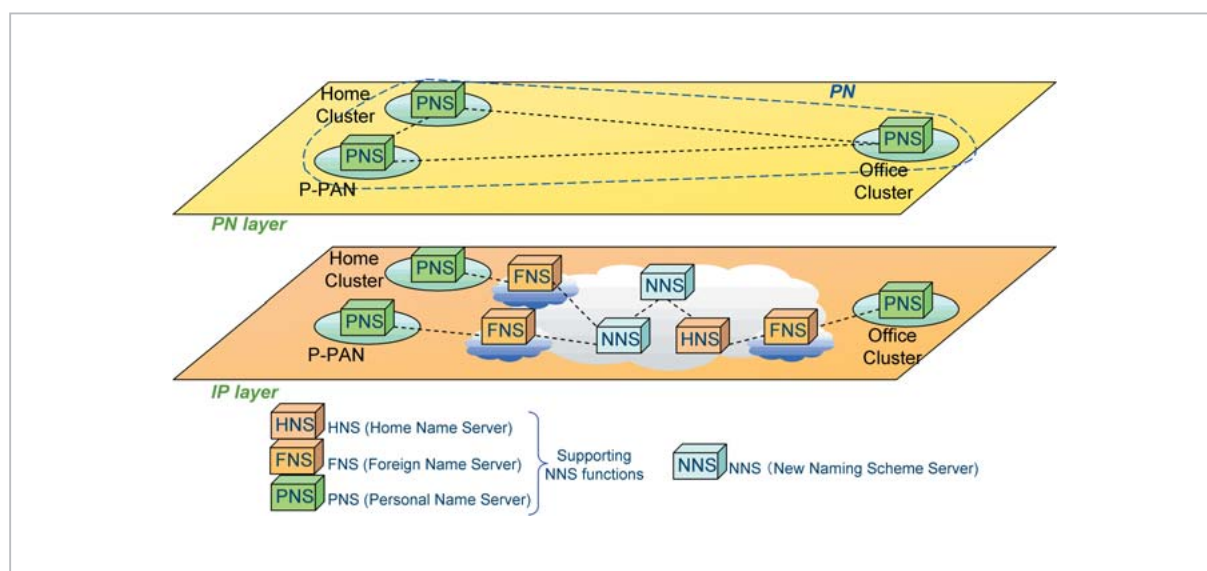 Home
Cluster
PNS
PN
PNS
PNS
P-PAN
Office
Cluster
PN layer
Home
Cluster
PNS
FNS
NNS
PNS
PNS
FNS
NNS
HNS
FNS
P-PAN
Office
Cluster
IP layer
HNS
HNS (Home Name Server)
FNS
FNS (Foreign Name Server)
PNS
PNS (Personal Name Server)
Supporting
NNS functions
NNS
NNS (New Naming Scheme Server)